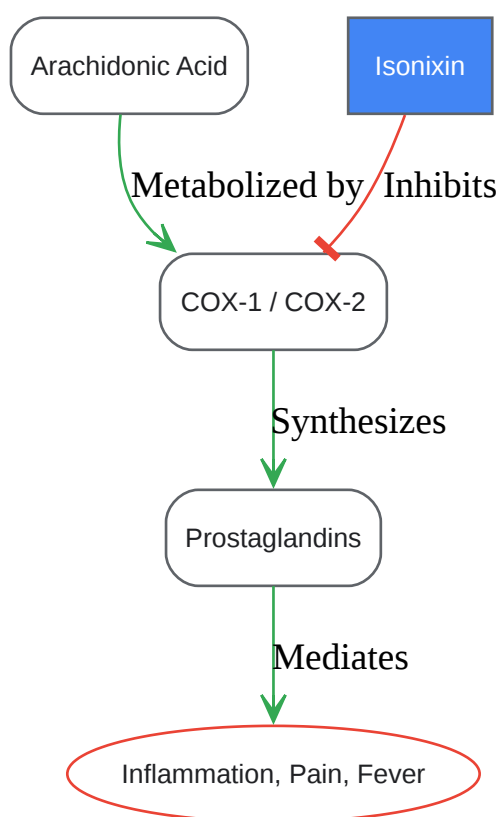 Arachidonic Acid
Isonixin
Metabolized by
Inhibits
COX-1 / COX-2
Synthesizes
Prostaglandins
Mediates
Inflammation, Pain, Fever